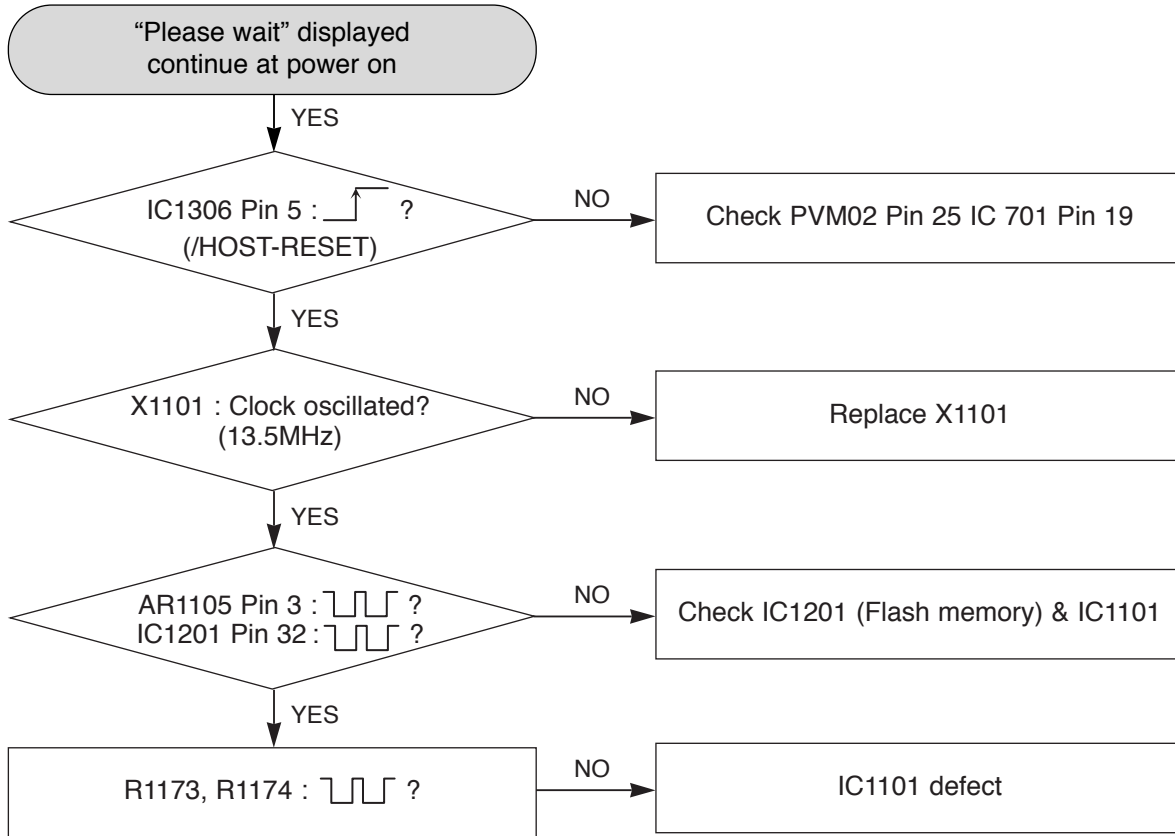 “Please wait” displayed
continue at power on
YES
IC1306 Pin 5 : ?
(/HOST-RESET)
NO
Check PVM02 Pin 25 IC 701 Pin 19
YES
X1101 : Clock oscillated?
(13.5MHz)
NO
Replace X1101
YES
AR1105 Pin 3 : ?
IC1201 Pin 32 : ?
NO
Check IC1201 (Flash memory) & IC1101
YES
R1173, R1174 : ?
NO
IC1101 defect